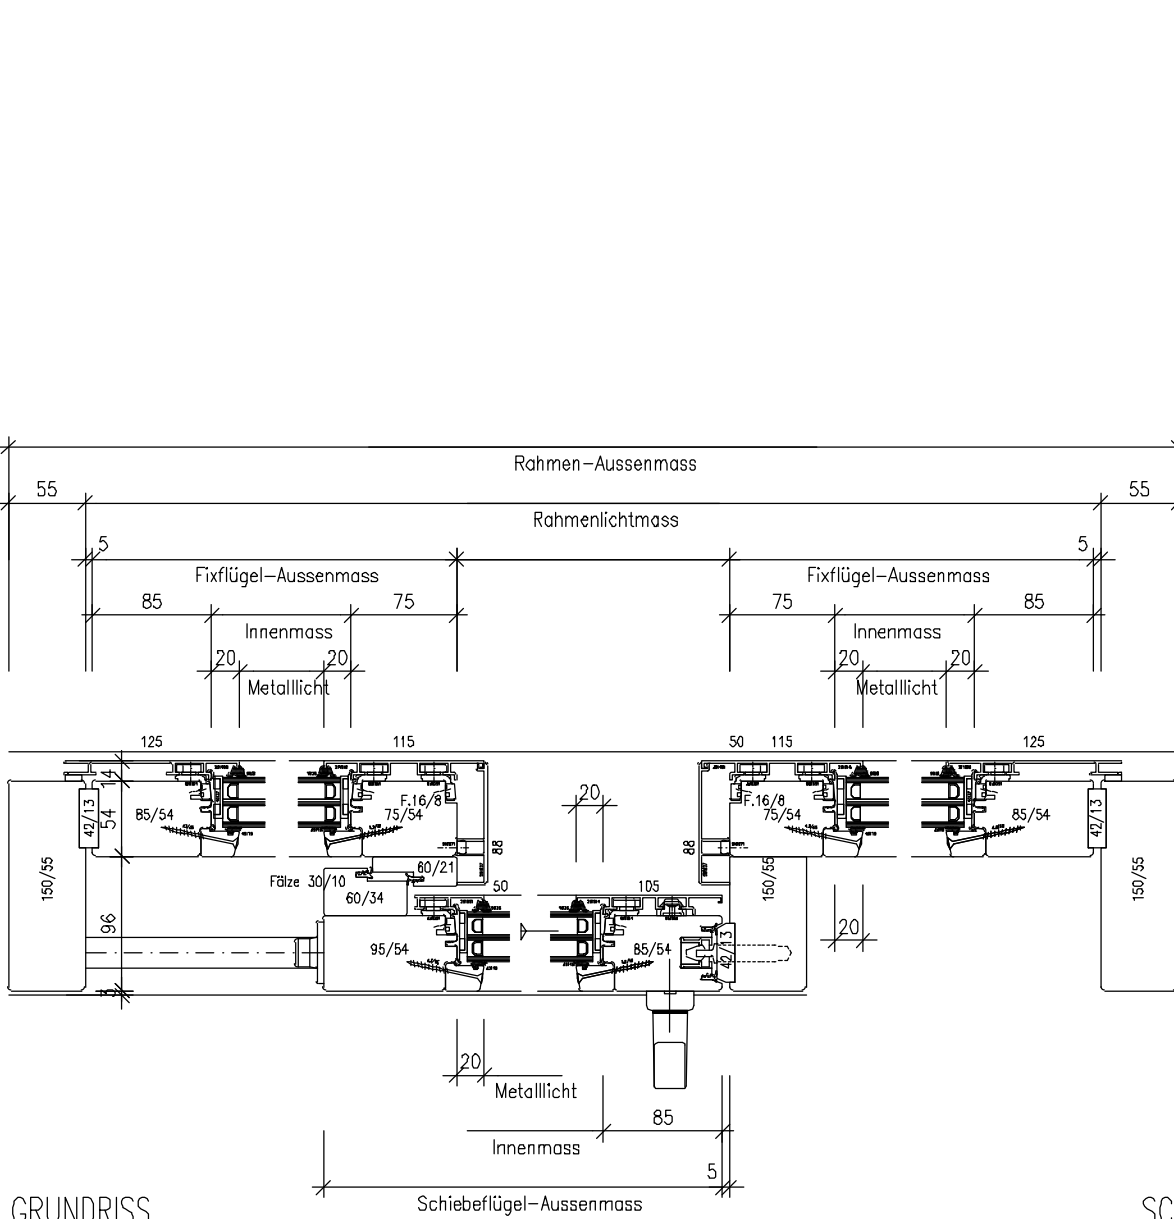 Rahmen-Aussenmass
55 55
Rahmenlichtmass
5 5
Fixflügel-Aussenmass Fixflügel-Aussenmass
85 75 75 85
Innenmass Innenmass
20 20 20 20
Metalllicht Metalllicht
125 115 50 115 125
14
54
96
3
42/13
85/54
F.16/8
75/54
20
F.16/8
75/54
85/54
42/13
88
88
150/55
60/21
Fälze 30/10
60/34
50
105
150/55
150/55
20
95/54
85/54
42/13
20
Metalllicht
85
Innenmass
5
Schiebeflügel-Aussenmass
GRUNDRISS
SC